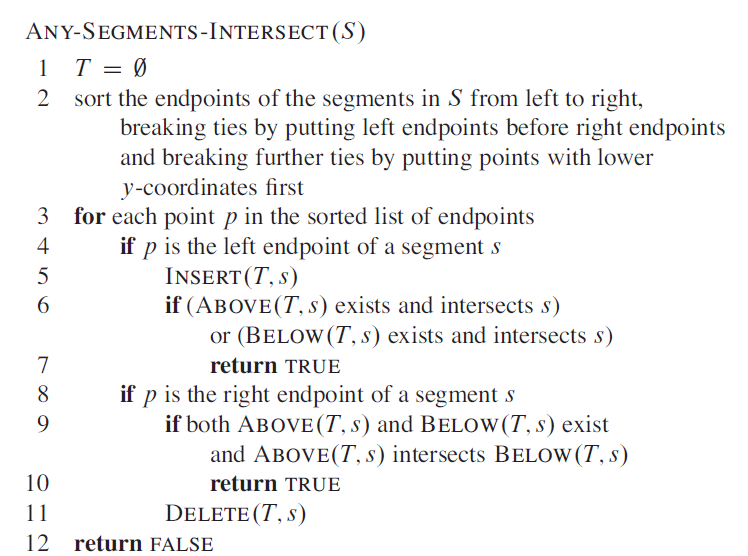 ANY-SEGMENTS-INTERSECT(S)
1 T = ∅
2 sort the endpoints of the segments in S from left to right,
breaking ties by putting left endpoints before right endpoints
and breaking further ties by putting points with lower
y-coordinates first
3 for each point p in the sorted list of endpoints
4 if p is the left endpoint of a segment s
5 INSERT(T, s)
6 if (ABOVE(T, s) exists and intersects s)
or (BELOW(T, s) exists and intersects s)
7 return TRUE
8 if p is the right endpoint of a segment s
9 if both ABOVE(T, s) and BELOW(T, s) exist
and ABOVE(T, s) intersects BELOW(T, s)
10 return TRUE
11 DELETE(T, s)
12 return FALSE